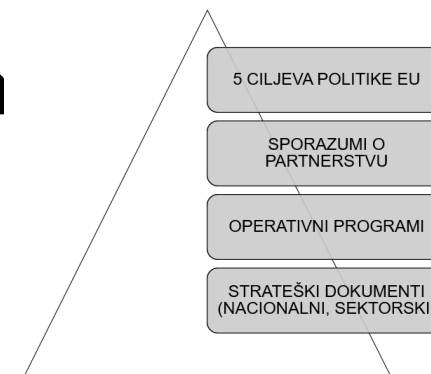 5 CILJEVA POLITIKE EU
SPORAZUMI O
PARTNERSTVU
OPERATIVNI PROGRAMI
STRATEŠKI DOKUMENTI
(NACIONALNI, SEKTORSKI